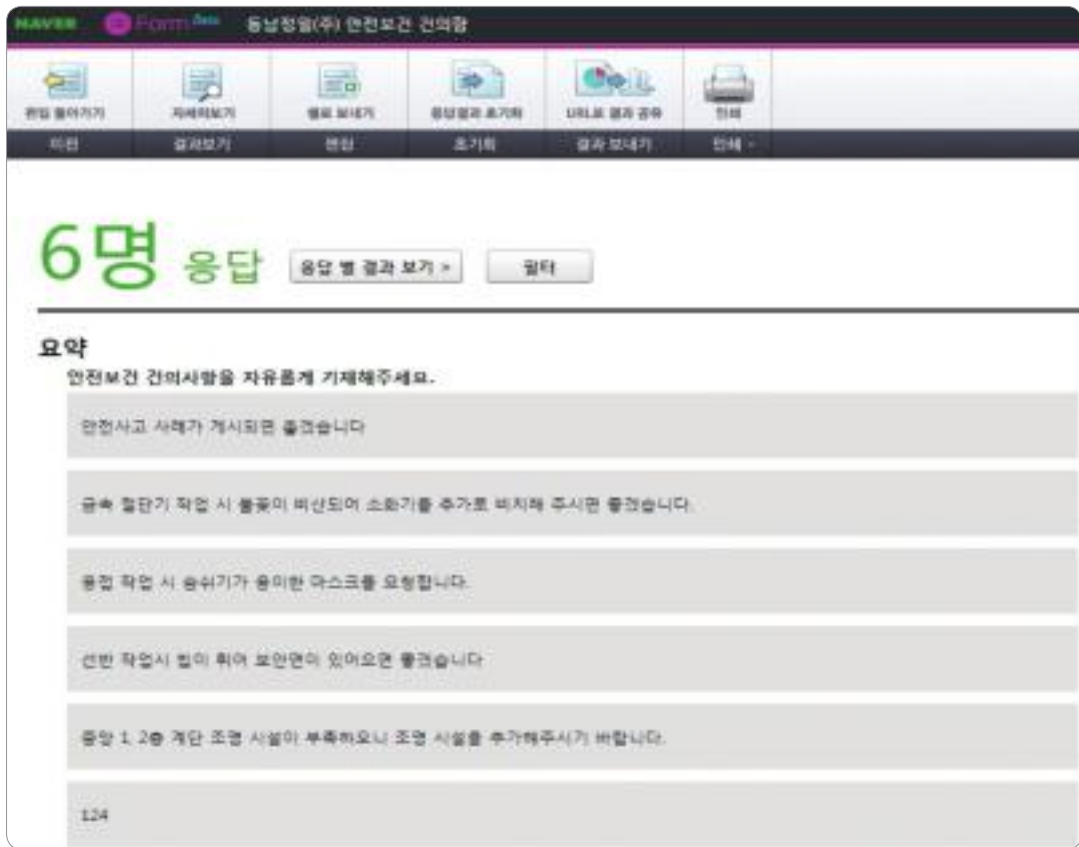 NAVER Form Beta 동남정밀(주) 안전보건 건의함
편집 돌아가기 자세히보기 셀로 보내기 응답결과 초기화 URL로 결과 공유 인쇄
이전 결과보기 편집 초기화 결과 보내기 인쇄
6명 응답 응답 별 결과 보기 > 필터
요약
안전보건 건의사항을 자유롭게 기재해주세요.
안전사고 사례가 게시되면 좋겠습니다
금속 절단기 작업 시 불꽃이 비산되어 소화기를 추가로 비치해 주시면 좋겠습니다.
용접 작업 시 숨쉬기가 용이한 마스크를 요청합니다.
선반 작업시 칩이 튀어 보안면이 있어으면 좋겠습니다
중앙 1, 2층 계단 조명 시설이 부족하오니 조명 시설을 추가해주시기 바랍니다.
124